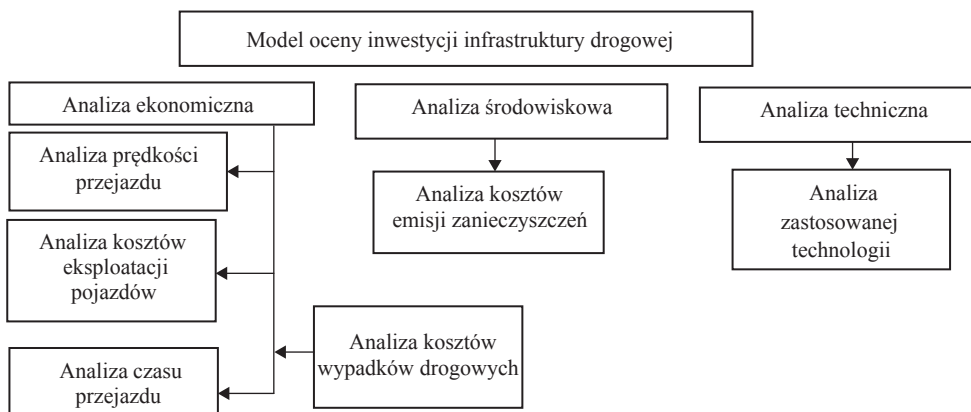 Model oceny inwestycji infrastruktury drogowej
Analiza ekonomiczna
Analiza prędkości
przejazdu
Analiza kosztów
eksploatacji
pojazdów
Analiza czasu
przejazdu
Analiza kosztów
wypadków drogowych
Analiza środowiskowa
Analiza kosztów
emisji zanieczyszczeń
Analiza techniczna
Analiza
zastosowanej
technologii